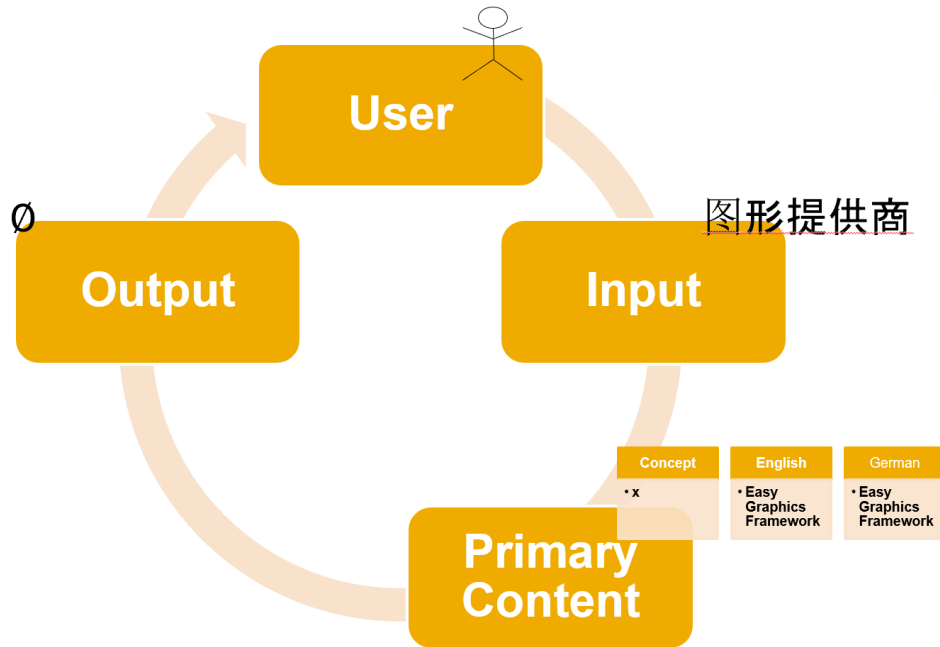 User
Ø
图形提供商
Output
Input
Concept
English
German
• x
• Easy
Graphics
Framework
• Easy
Graphics
Framework
Primary
Content